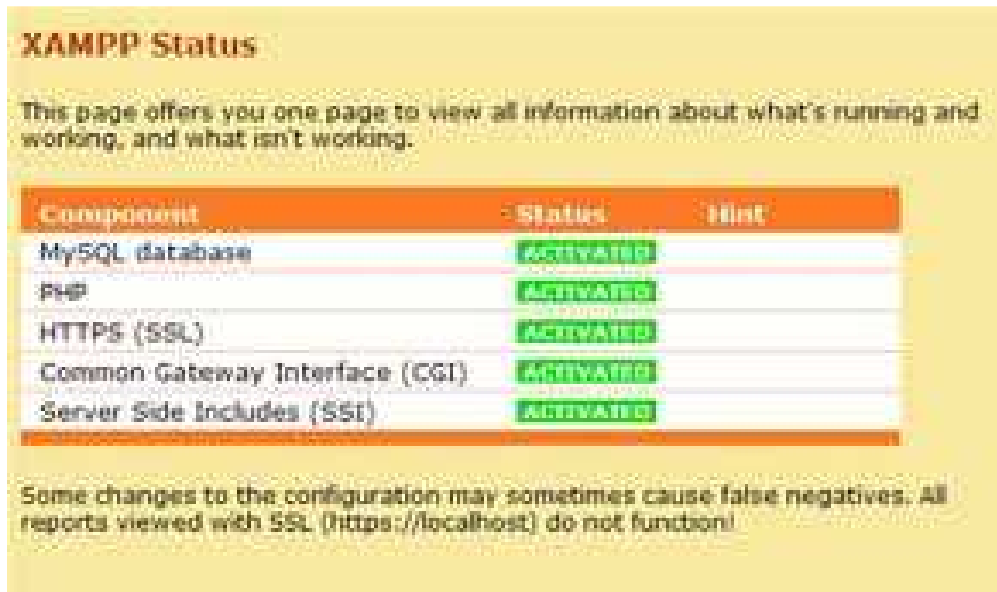 XAMPP Status
This page offers you one page to view all information about what's running and
working, and what isn't working.
Component Status Hint
MySQL database ACTIVATED
PHP ACTIVATED
HTTPS (SSL) ACTIVATED
Common Gateway Interface (CGI) ACTIVATED
Server Side Includes (SSI) ACTIVATED
Some changes to the configuration may sometimes cause false negatives. All
reports viewed with SSL (https://localhost) do not function!